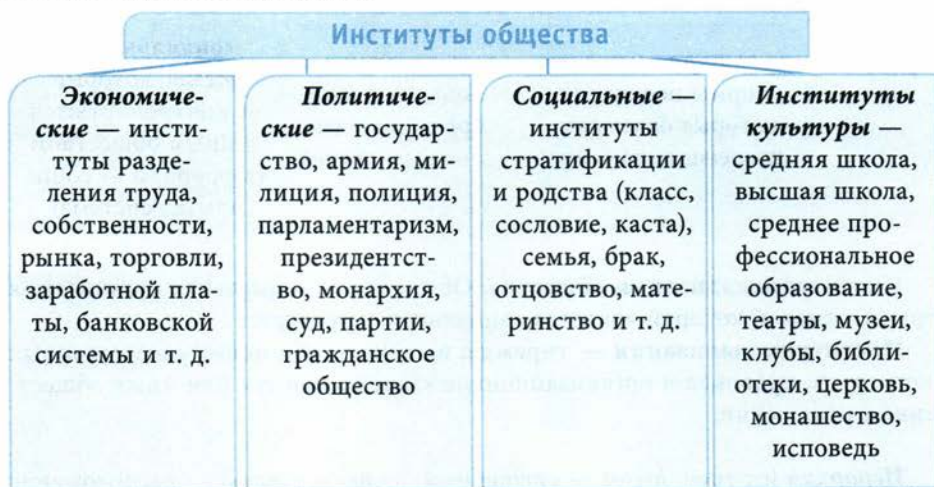 Институты общества
Экономиче-
ские — инсти-
туты разде-
ления труда,
собственности,
рынка, торговли,
заработной пла-
ты, банковской
системы и т. д.
Политиче-
ские — государ-
ство, армия, ми-
лиция, полиция,
парламентаризм,
президентст-
во, монархия,
суд, партии,
гражданское
общество
Социальные
институты
стратификации
и родства (класс,
сословие, каста),
семья, брак,
отцовство, мате-
ринство и т. д.
Институты
культуры —
средняя школа,
высшая школа,
среднее про-
фессиональное
образование,
театры, музеи,
клубы, библи-
отеки, церковь,
монашество,
исповедь